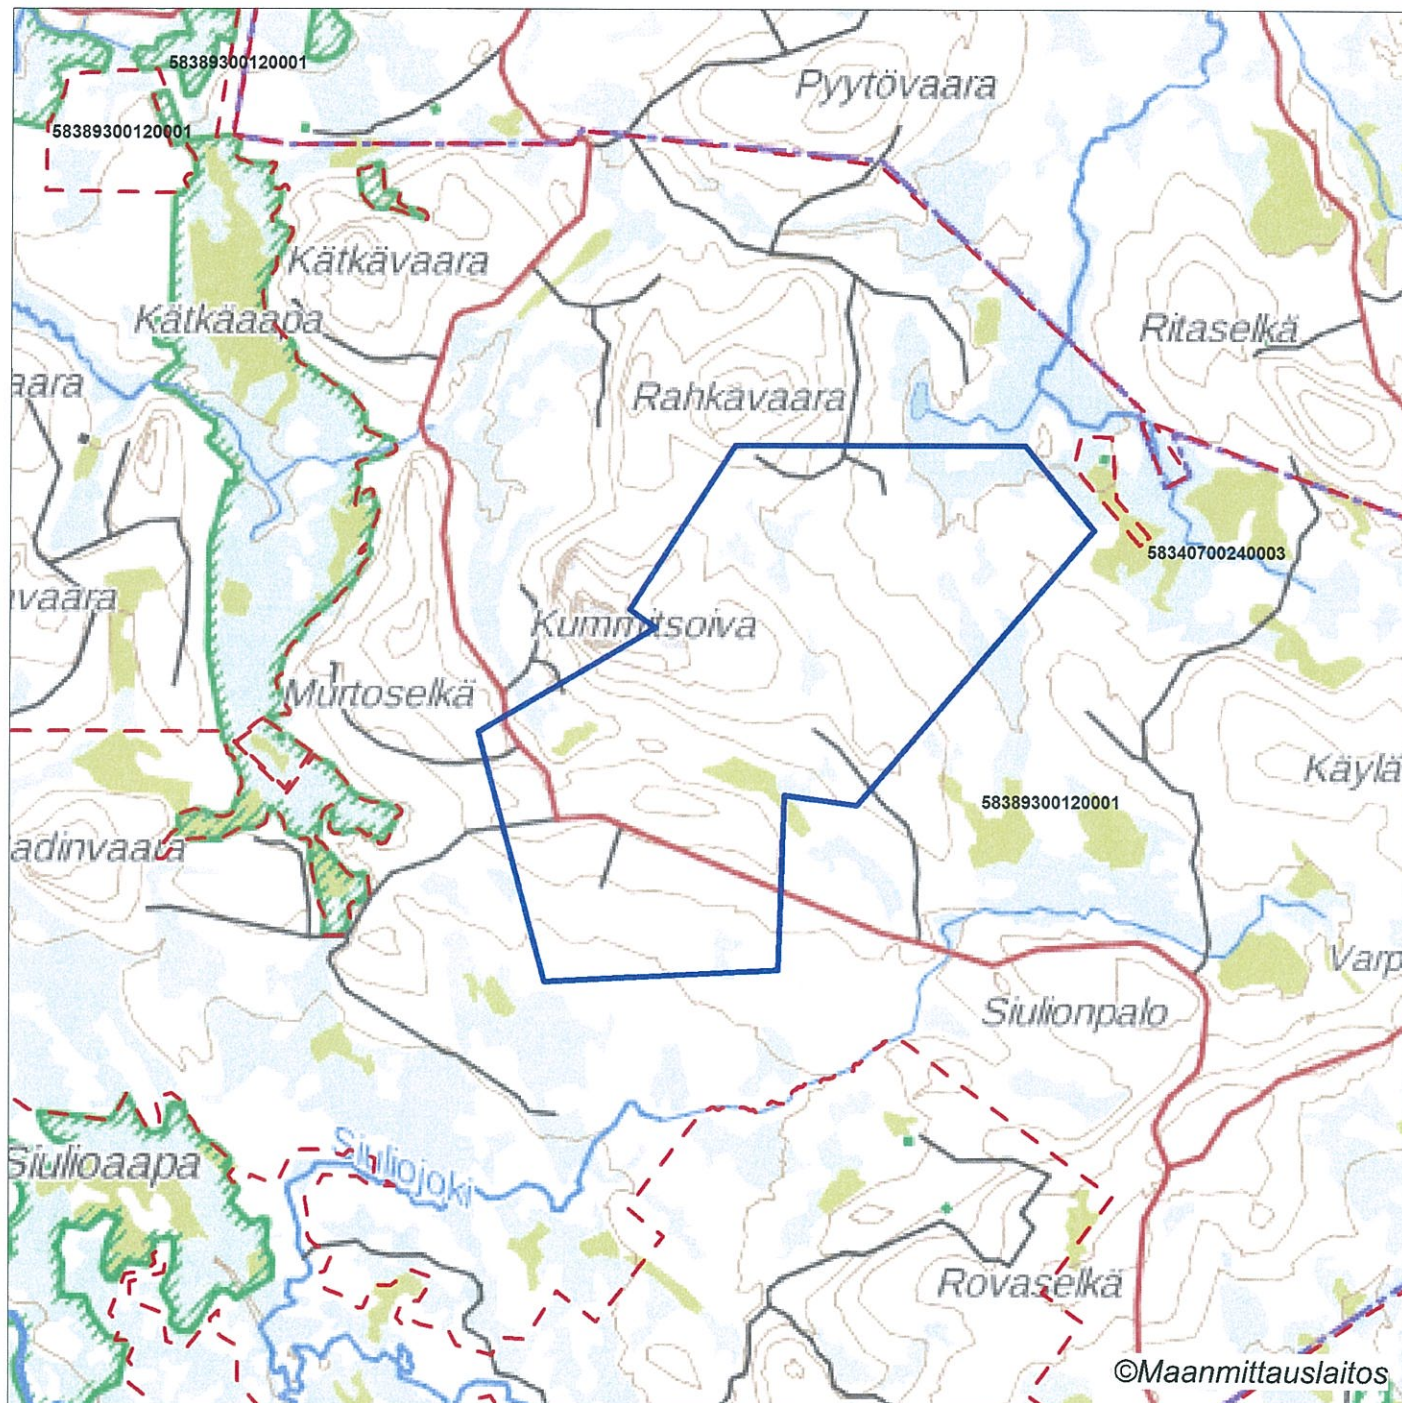 58389300120001
Pyytövaara
58389300120001
Kätkävaara
Kätkäaapa
Ritaselkä
aara
Rahkavaara
58340700240003
vaara
Kummitsoiva
Murtoselkä
Käylä
58389300120001
adinvaara
Varp
Siulionpalo
Siulioaapa
Siuliojoki
Rovaselkä
©Maanmittauslaitos